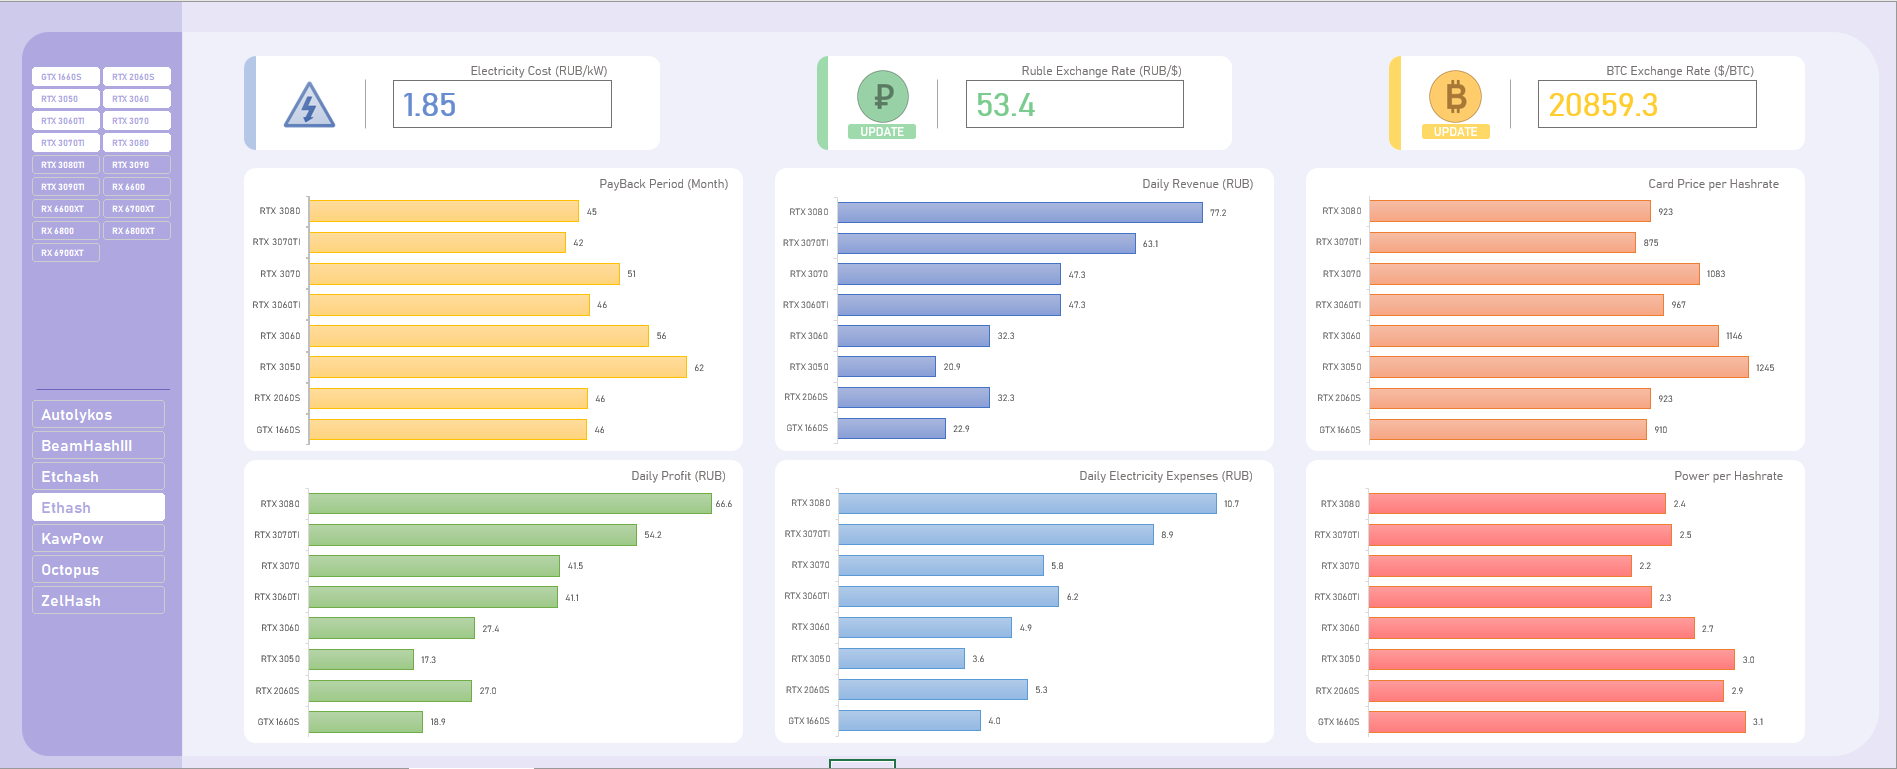 GTX 1660S RTX 2060S
RTX 3050 RTX 3060
RTX 3060TI RTX 3070
RTX 3070TI RTX 3080
RTX 3080TI RTX 3090
RTX 3090TI RX 6600
RX 6600XT RX 6700XT
RX 6800 RX 6800XT
RX 6900XT
Autolykos
BeamHashIII
Etchash
Ethash
KawPow
Octopus
ZelHash
Electricity Cost (RUB/kW)
1.85
Ruble Exchange Rate (RUB/$)
₽
UPDATE
53.4
BTC Exchange Rate ($/BTC)
₿
UPDATE
20859.3
PayBack Period (Month)
RTX 3080 45
RTX 3070TI 42
RTX 3070 51
RTX 3060TI 46
RTX 3060 56
RTX 3050 62
RTX 2060S 46
GTX 1660S 46
Daily Revenue (RUB)
RTX 3080 77.2
RTX 3070TI 63.1
RTX 3070 47.3
RTX 3060TI 47.3
RTX 3060 32.3
RTX 3050 20.9
RTX 2060S 32.3
GTX 1660S 22.9
Card Price per Hashrate
RTX 3080 923
RTX 3070TI 875
RTX 3070 1083
RTX 3060TI 967
RTX 3060 1146
RTX 3050 1245
RTX 2060S 923
GTX 1660S 910
Daily Profit (RUB)
RTX 3080 66.6
RTX 3070TI 54.2
RTX 3070 41.5
RTX 3060TI 41.1
RTX 3060 27.4
RTX 3050 17.3
RTX 2060S 27.0
GTX 1660S 18.9
Daily Electricity Expenses (RUB)
RTX 3080 10.7
RTX 3070TI 8.9
RTX 3070 5.8
RTX 3060TI 6.2
RTX 3060 4.9
RTX 3050 3.6
RTX 2060S 5.3
GTX 1660S 4.0
Power per Hashrate
RTX 3080 2.4
RTX 3070TI 2.5
RTX 3070 2.2
RTX 3060TI 2.3
RTX 3060 2.7
RTX 3050 3.0
RTX 2060S 2.9
GTX 1660S 3.1